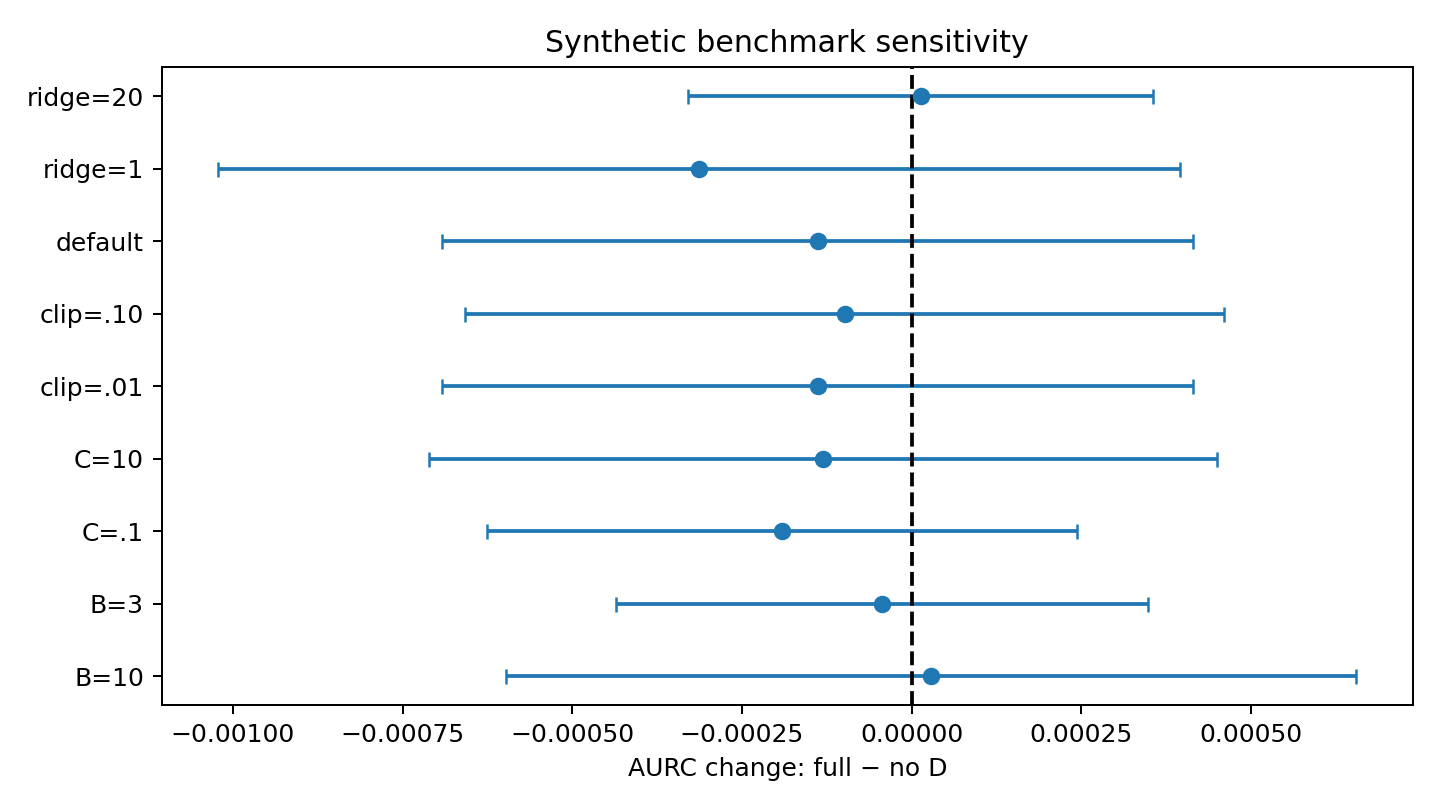 Synthetic benchmark sensitivity
ridge=20
ridge=1
default
clip=.10
clip=.01
C=10
C=.1
B=3
B=10
−0.00100 −0.00075 −0.00050 −0.00025 0.00000 0.00025 0.00050
AURC change: full − no D